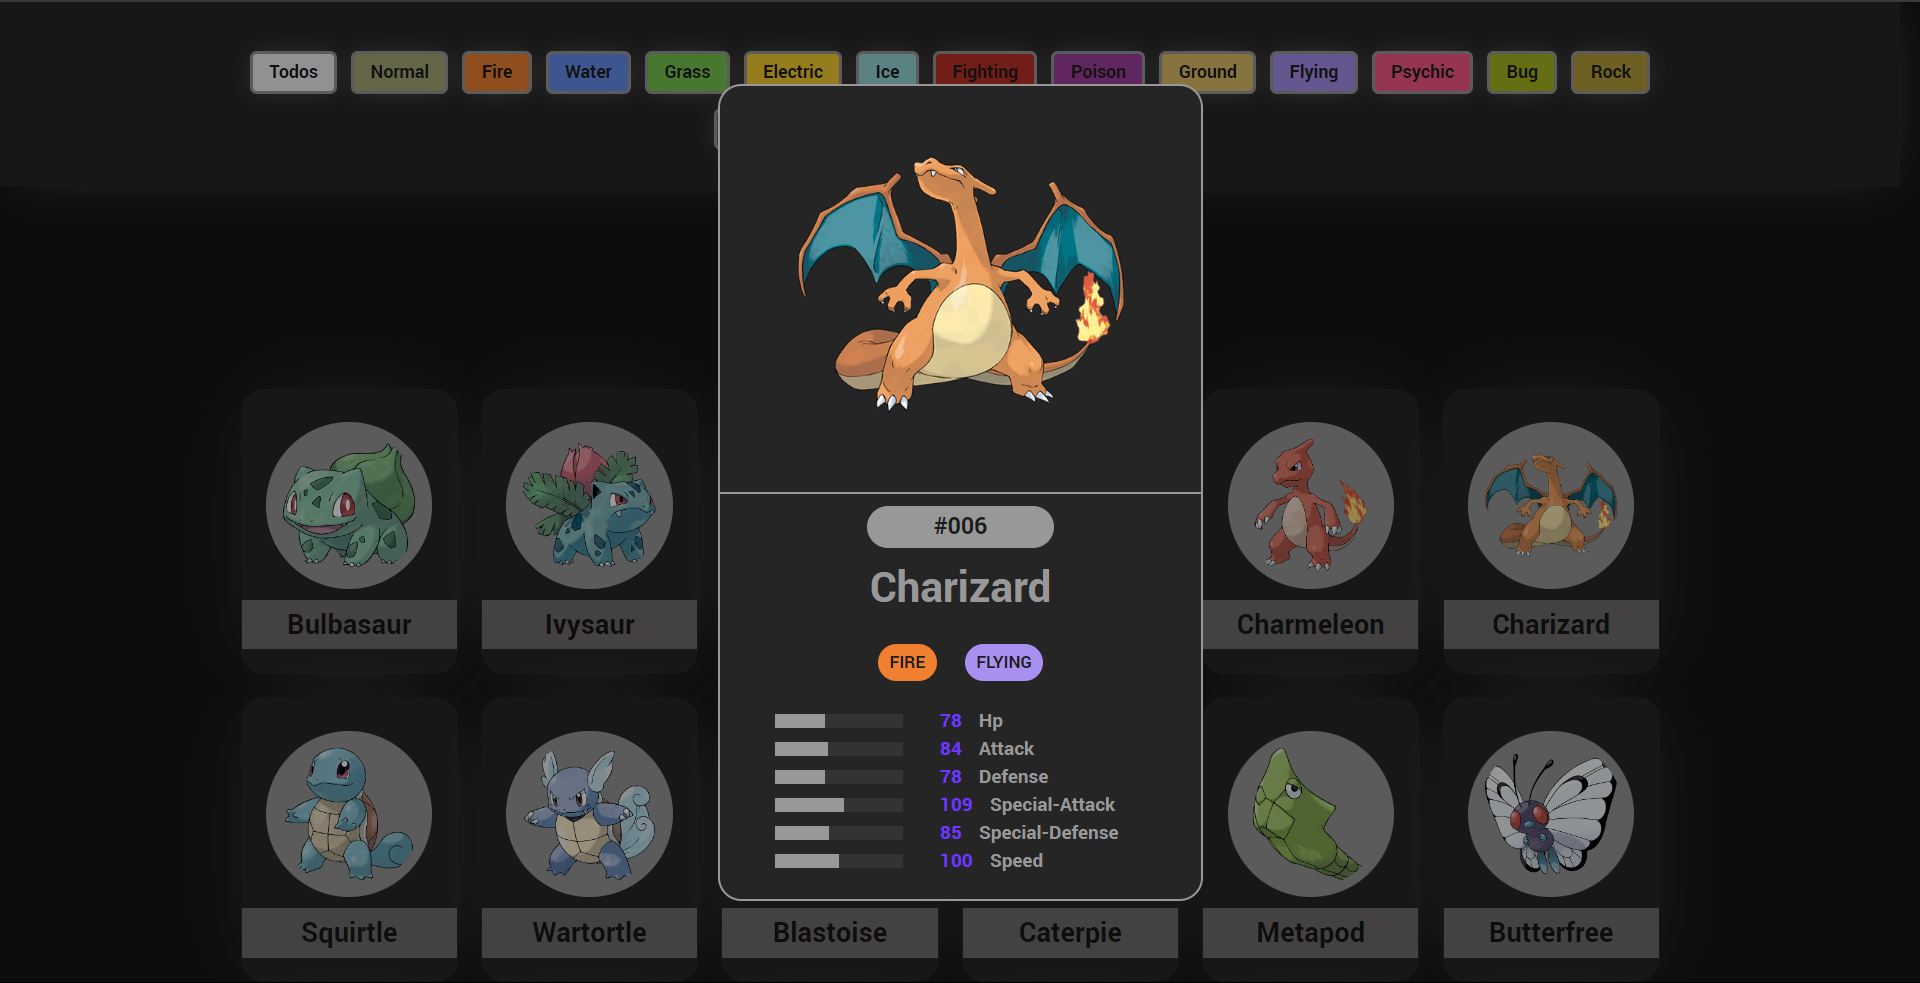 Todos Normal Fire Water Grass Electric Ice Fighting Poison Ground Flying Psychic Bug Rock
#006
Charizard
FIRE FLYING
78 Hp
84 Attack
78 Defense
109 Special-Attack
85 Special-Defense
100 Speed
Bulbasaur Ivysaur Charmeleon Charizard
Squirtle Wartortle Blastoise Caterpie Metapod Butterfree